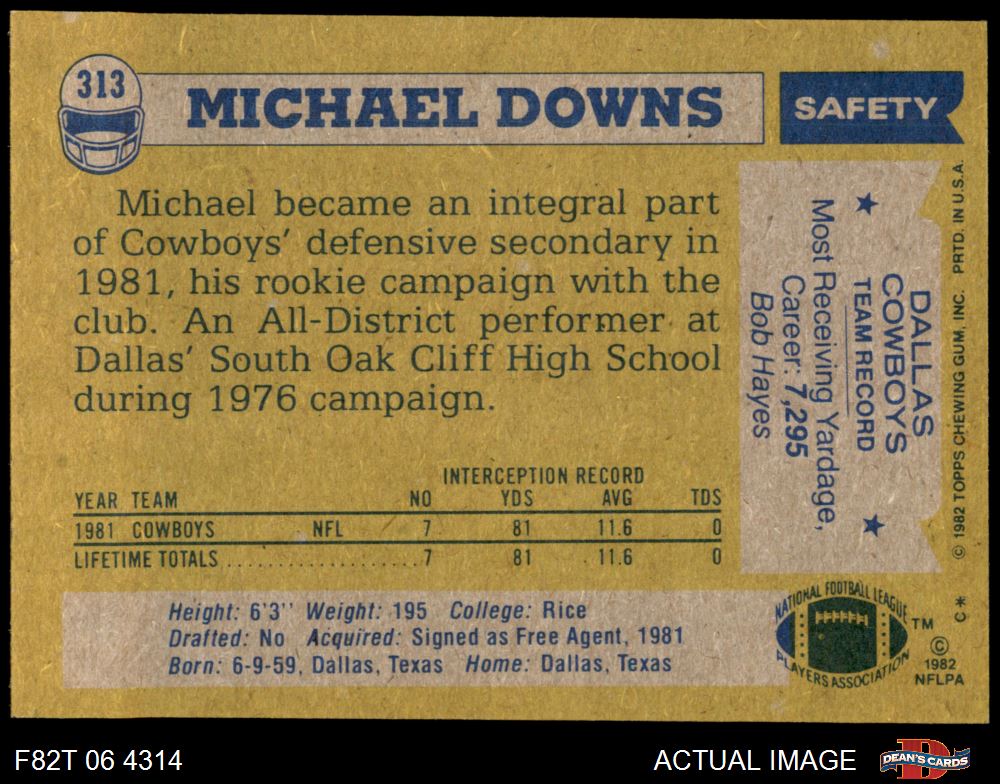 313
MICHAEL DOWNS
SAFETY
Michael became an integral part
of Cowboys' defensive secondary in
1981, his rookie campaign with the
club. An All-District performer at
Dallas' South Oak Cliff High School
during 1976 campaign.
INTERCEPTION RECORD
YEAR TEAM NO YDS AVG TDS
1981 COWBOYS NFL 7 81 11.6 0
LIFETIME TOTALS . . . . . . . . . . . . . . . . . . 7 81 11.6 0
Height: 6'3'' Weight: 195 College: Rice
Drafted: No Acquired: Signed as Free Agent, 1981
Born: 6-9-59, Dallas, Texas Home: Dallas, Texas
DALLAS
COWBOYS
★ TEAM RECORD ★
Most Receiving Yardage,
Career: 7,295
Bob Hayes
© 1982 TOPPS CHEWING GUM, INC. PRTD. IN U.S.A.
C*
NATIONAL FOOTBALL LEAGUE
PLAYERS ASSOCIATION
TM
©
1982
NFLPA
F82T 06 4314
ACTUAL IMAGE
D
DEAN'S CARDS